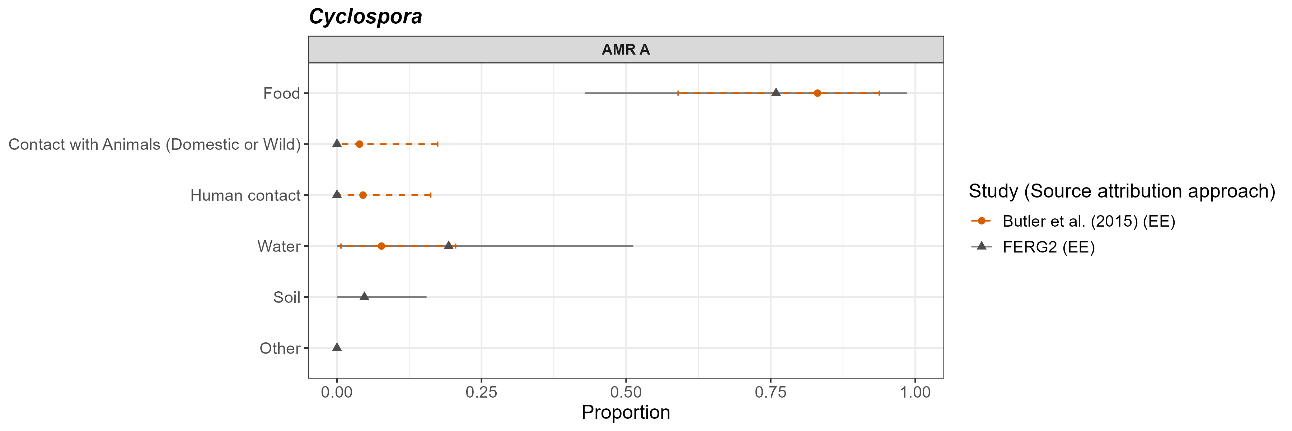 Cyclospora
AMR A
Food
Contact with Animals (Domestic or Wild)
Human contact
Water
Soil
Other
0.00 0.25 0.50 0.75 1.00
Proportion
Study (Source attribution approach)
Butler et al. (2015) (EE)
FERG2 (EE)